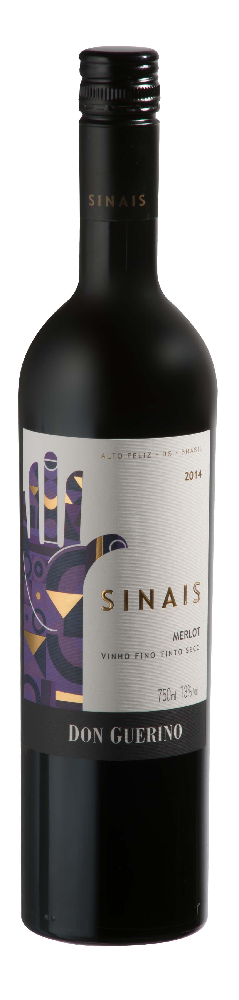 SINAIS
ALTO FELIZ • RS • BRASIL
2014
SINAIS
MERLOT
VINHO FINO TINTO SECO
750ml 13% Vol.
DON GUERINO